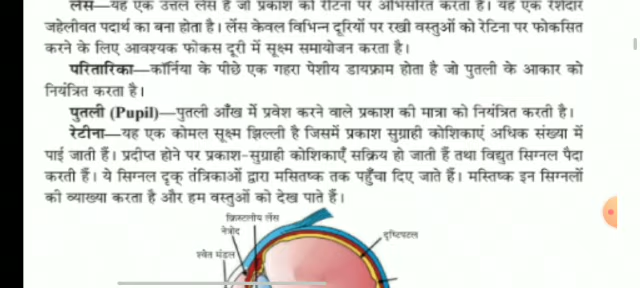 लेंस—यह एक उत्तल लेंस है जो प्रकाश को रेटिना पर अभिसरित करता है। यह एक रेशेदार
जहेलीवत पदार्थ का बना होता है। लेंस केवल विभिन्न दूरियों पर रखी वस्तुओं को रेटिना पर फोकसित
करने के लिए आवश्यक फोकस दूरी में सूक्ष्म समायोजन करता है।
परितारिका—कॉर्निया के पीछे एक गहरा पेशीय डायफ्राम होता है जो पुतली के आकार को
नियंत्रित करता है।
पुतली (Pupil)—पुतली आँख में प्रवेश करने वाले प्रकाश की मात्रा को नियंत्रित करती है।
रेटीना—यह एक कोमल सूक्ष्म झिल्ली है जिसमें प्रकाश सुग्राही कोशिकाएं अधिक संख्या में
पाई जाती हैं। प्रदीप्त होने पर प्रकाश-सुग्राही कोशिकाएँ सक्रिय हो जाती हैं तथा विद्युत सिग्नल पैदा
करती हैं। ये सिग्नल दृक् तंत्रिकाओं द्वारा मसितष्क तक पहुँचा दिए जाते हैं। मस्तिष्क इन सिग्नलों
की व्याख्या करता है और हम वस्तुओं को देख पाते हैं।
क्रिस्टलीय लेंस
नेत्रोद
दृष्टिपटल
श्वेत मंडल